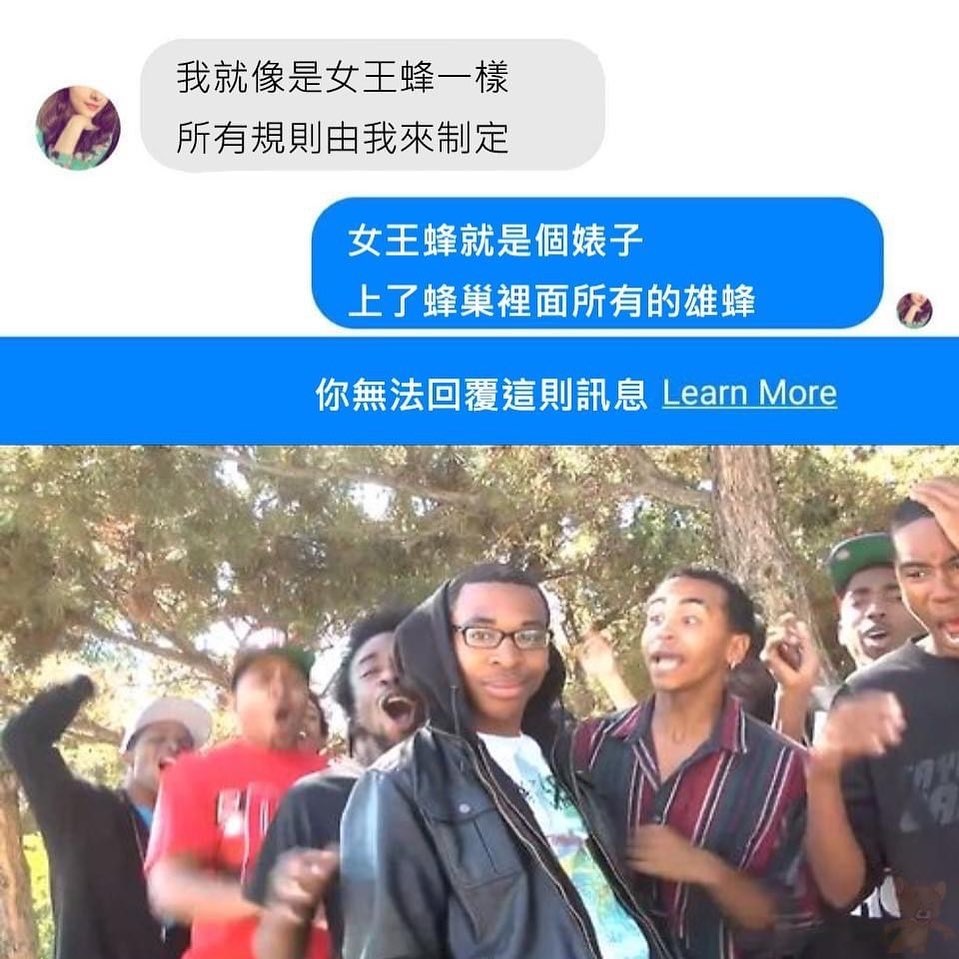 我就像是女王蜂一樣
所有規則由我來制定
女王蜂就是個婊子
上了蜂巢裡面所有的雄蜂
你無法回覆這則訊息 Learn More